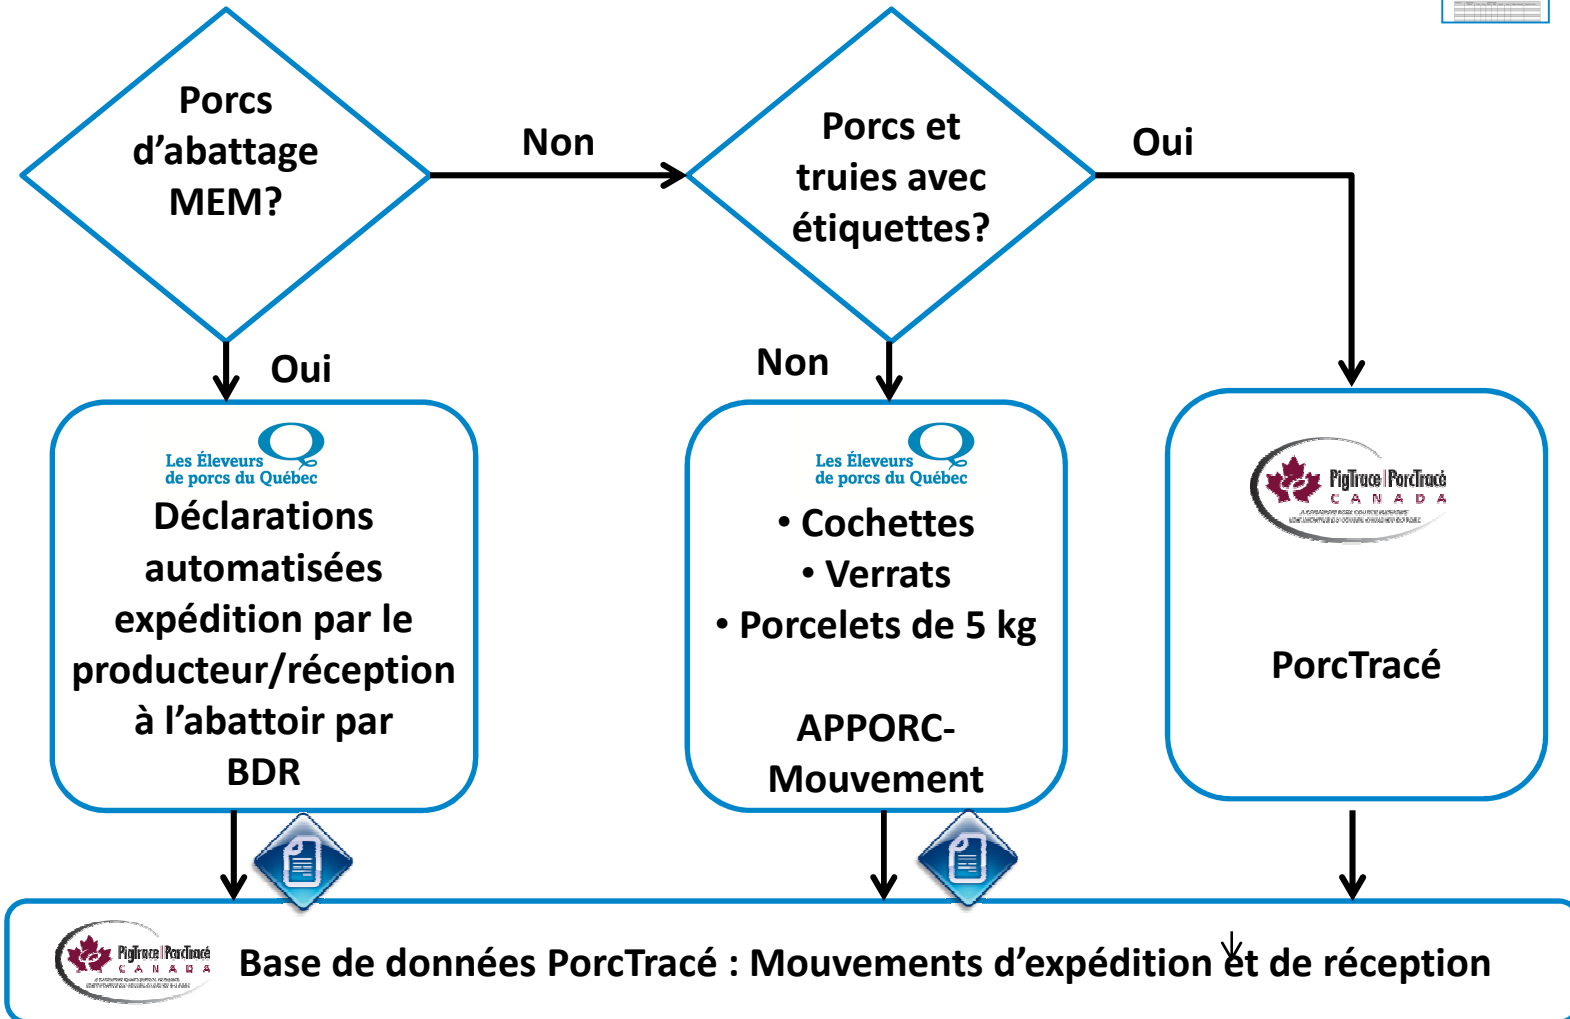 Porcs
d'abattage
MEM?
Non
Porcs et
truies avec
étiquettes?
Oui
Oui
Non
Les Éleveurs
de porcs du Québec
Déclarations
automatisées
expédition par le
producteur/réception
à l'abattoir par
BDR
Les Éleveurs
de porcs du Québec
• Cochettes
• Verrats
• Porcelets de 5 kg
APPORC-
Mouvement
PigTrace PorcTracé
CANADA
PorcTracé
PigTrace PorcTracé
CANADA
Base de données PorcTracé : Mouvements d'expédition et de réception